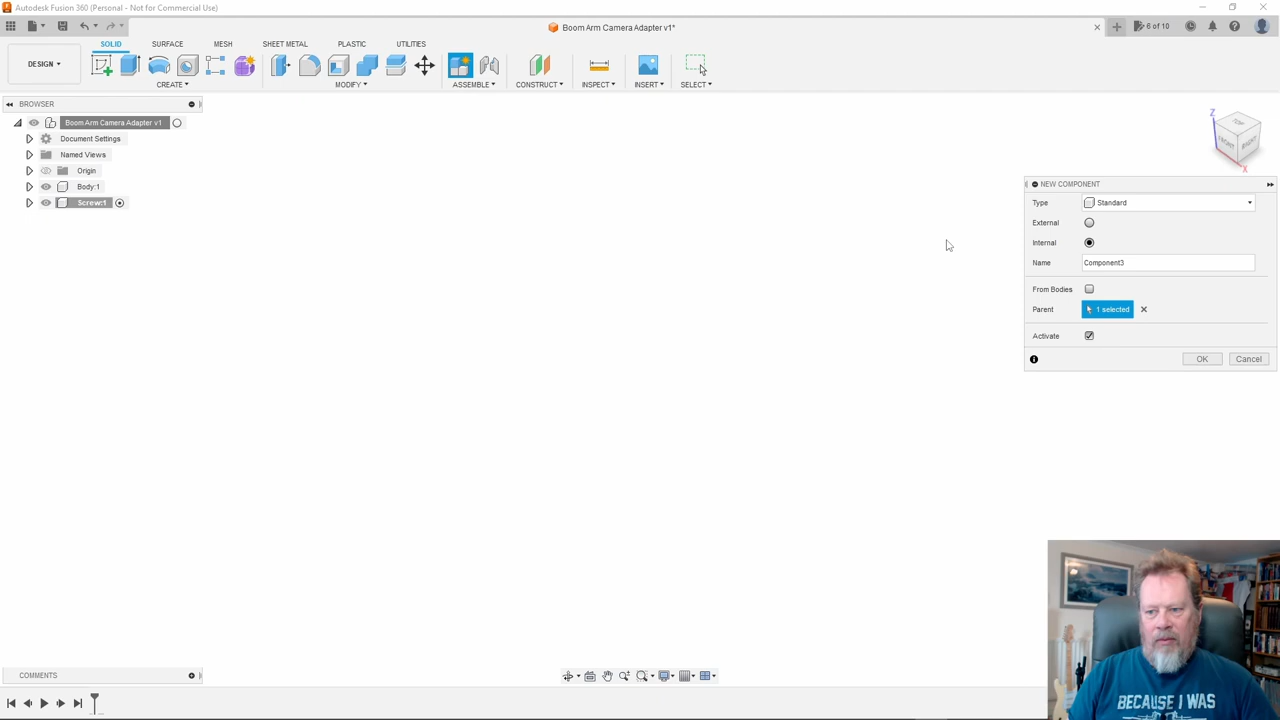 Autodesk Fusion 360 (Personal - Not for Commercial Use)
Boom Arm Camera Adapter v1*
6 of 10
DESIGN
SOLID
SURFACE
MESH
SHEET METAL
PLASTIC
UTILITIES
CREATE
MODIFY
ASSEMBLE
CONSTRUCT
INSPECT
INSERT
SELECT
BROWSER
Boom Arm Camera Adapter v1
Document Settings
Named Views
Origin
Body:1
Screw:1
Z
TOP
FRONT
RIGHT
X
NEW COMPONENT
Type Standard
External
Internal
Name Component3
From Bodies
Parent 1 selected
Activate
OK Cancel
COMMENTS
BECAUSE I WAS